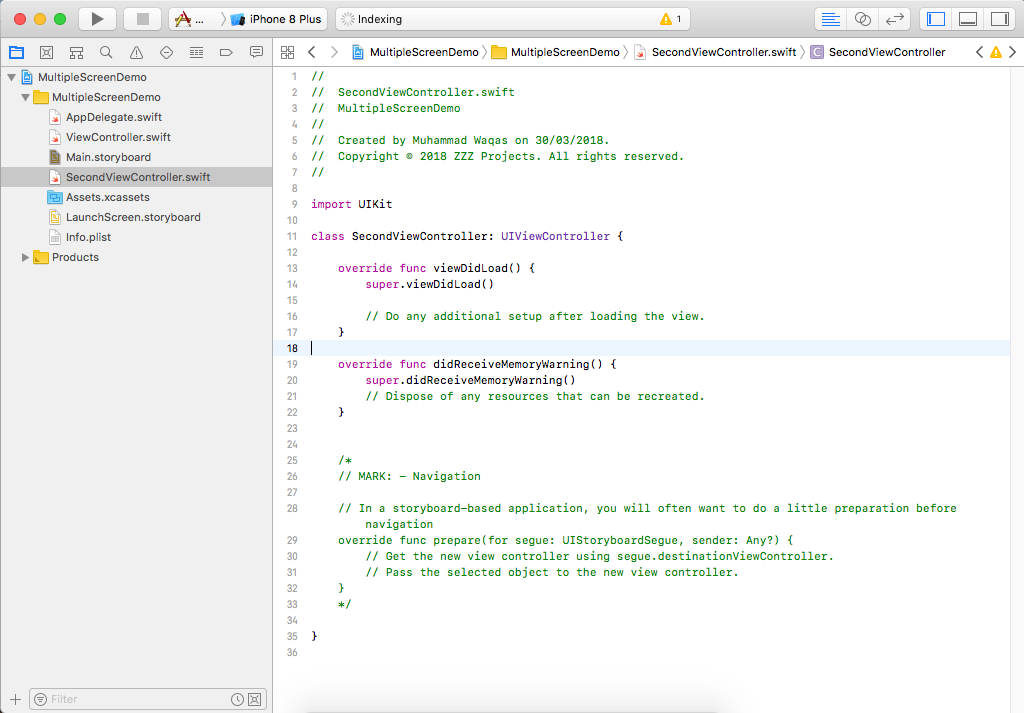 ... iPhone 8 Plus Indexing 1
MultipleScreenDemo MultipleScreenDemo SecondViewController.swift C SecondViewController
MultipleScreenDemo
MultipleScreenDemo
AppDelegate.swift
ViewController.swift
Main.storyboard
SecondViewController.swift
Assets.xcassets
LaunchScreen.storyboard
Info.plist
Products
Filter
1 //
2 //  SecondViewController.swift
3 //  MultipleScreenDemo
4 //
5 //  Created by Muhammad Waqas on 30/03/2018.
6 //  Copyright © 2018 ZZZ Projects. All rights reserved.
7 //
8
9 import UIKit
10
11 class SecondViewController: UIViewController {
12
13     override func viewDidLoad() {
14         super.viewDidLoad()
15
16         // Do any additional setup after loading the view.
17     }
18
19     override func didReceiveMemoryWarning() {
20         super.didReceiveMemoryWarning()
21         // Dispose of any resources that can be recreated.
22     }
23
24
25     /*
26     // MARK: - Navigation
27
28     // In a storyboard-based application, you will often want to do a little preparation before
navigation
29     override func prepare(for segue: UIStoryboardSegue, sender: Any?) {
30         // Get the new view controller using segue.destinationViewController.
31         // Pass the selected object to the new view controller.
32     }
33     */
34
35 }
36